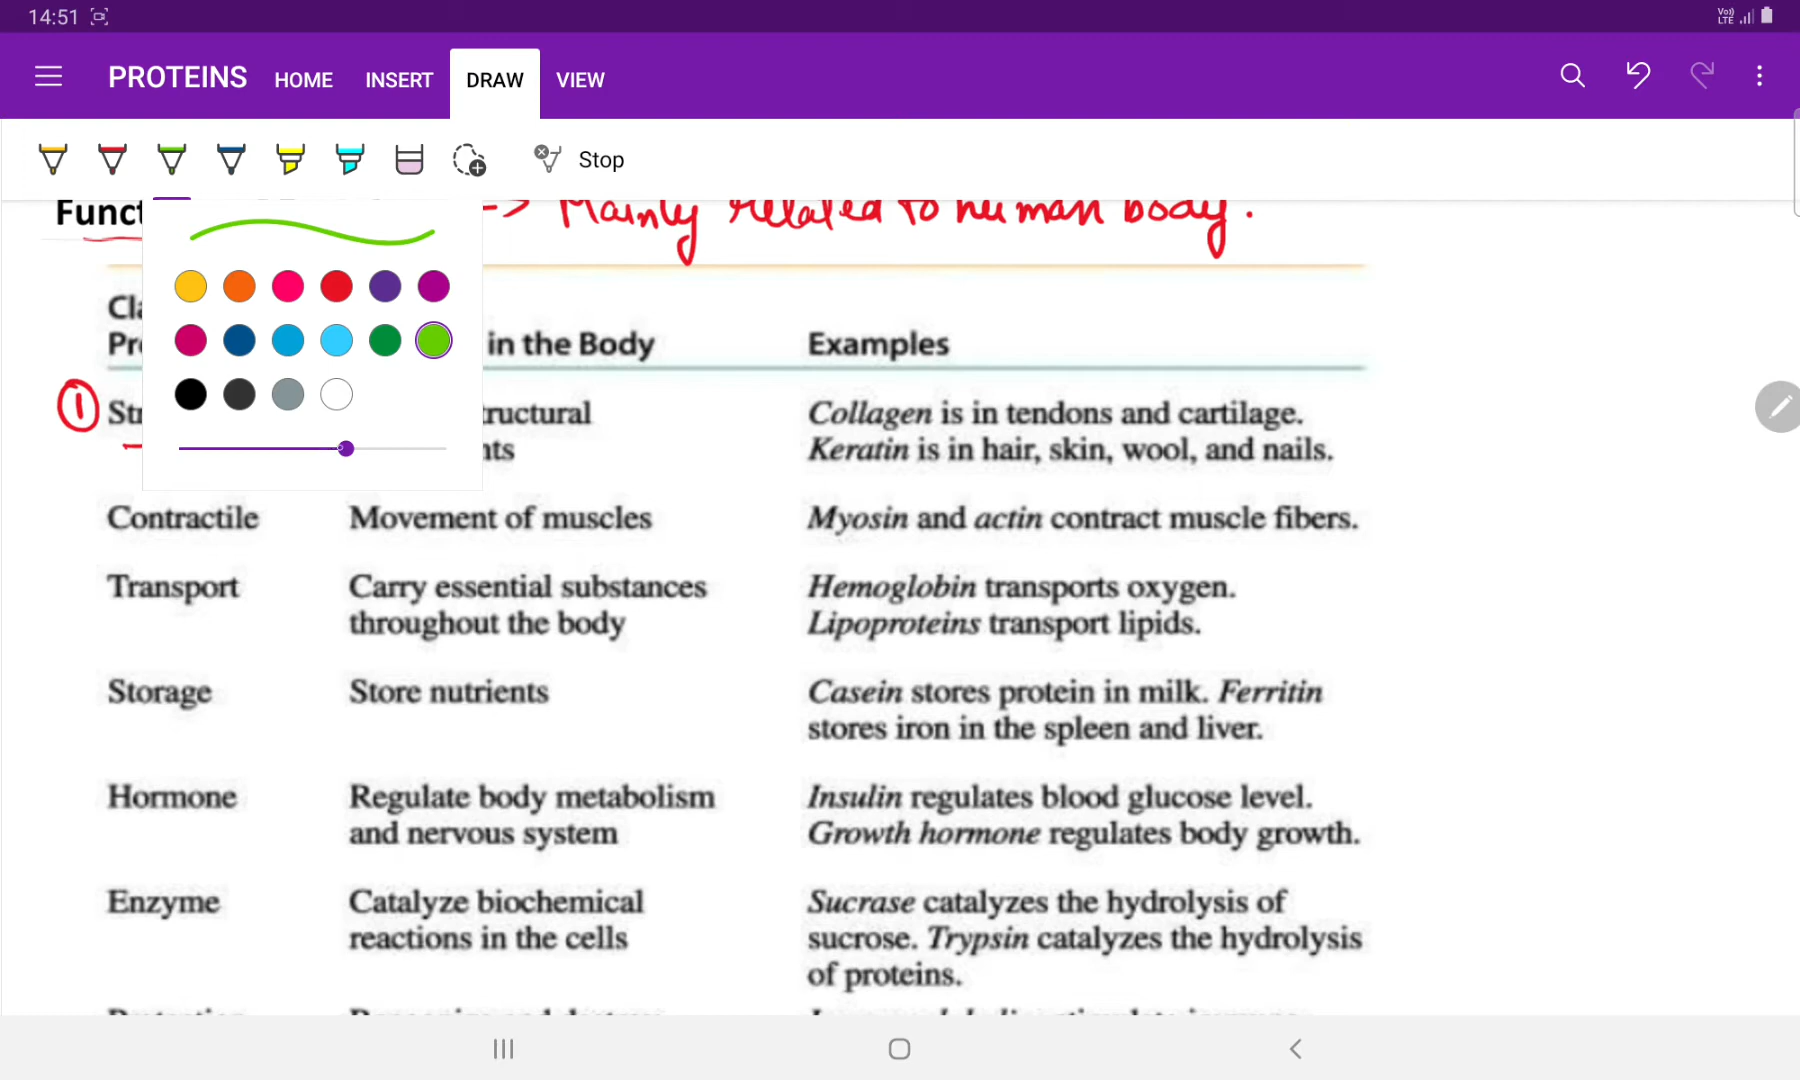 14:51
Vo)) LTE
PROTEINS HOME INSERT DRAW VIEW
Stop
Funct -> Mainly related to human body.
Cla
Pr in the Body Examples
① Str ructural Collagen is in tendons and cartilage.
nts Keratin is in hair, skin, wool, and nails.
Contractile Movement of muscles Myosin and actin contract muscle fibers.
Transport Carry essential substances Hemoglobin transports oxygen.
throughout the body Lipoproteins transport lipids.
Storage Store nutrients Casein stores protein in milk. Ferritin
stores iron in the spleen and liver.
Hormone Regulate body metabolism Insulin regulates blood glucose level.
and nervous system Growth hormone regulates body growth.
Enzyme Catalyze biochemical Sucrase catalyzes the hydrolysis of
reactions in the cells sucrose. Trypsin catalyzes the hydrolysis
of proteins.